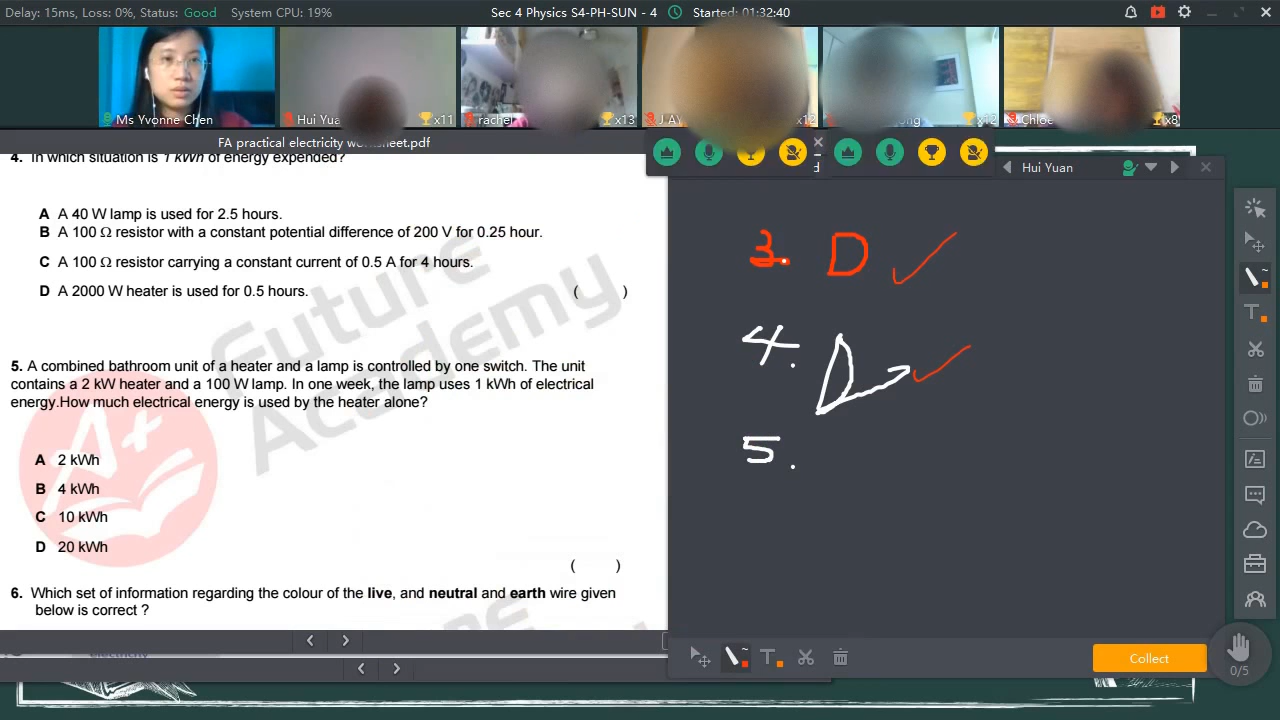 Delay: 15ms, Loss: 0%, Status: Good System CPU: 19% Sec 4 Physics S4-PH-SUN - 4 Started: 01:32:40
Ms Yvonne Chen Hui Yua x11 rachel x13 J AY x12 ong x12 Chloe x8
FA practical electricity worksheet.pdf
4. In which situation is 1 kWh of energy expended?
A A 40 W lamp is used for 2.5 hours.
B A 100 Ω resistor with a constant potential difference of 200 V for 0.25 hour.
C A 100 Ω resistor carrying a constant current of 0.5 A for 4 hours.
D A 2000 W heater is used for 0.5 hours. ( )
5. A combined bathroom unit of a heater and a lamp is controlled by one switch. The unit
contains a 2 kW heater and a 100 W lamp. In one week, the lamp uses 1 kWh of electrical
energy.How much electrical energy is used by the heater alone?
A 2 kWh
B 4 kWh
C 10 kWh
D 20 kWh
( )
6. Which set of information regarding the colour of the live, and neutral and earth wire given
below is correct ?
Future
Academy
A+
electricity
d
Hui Yuan
3. D
4. D
5.
Collect
0/5